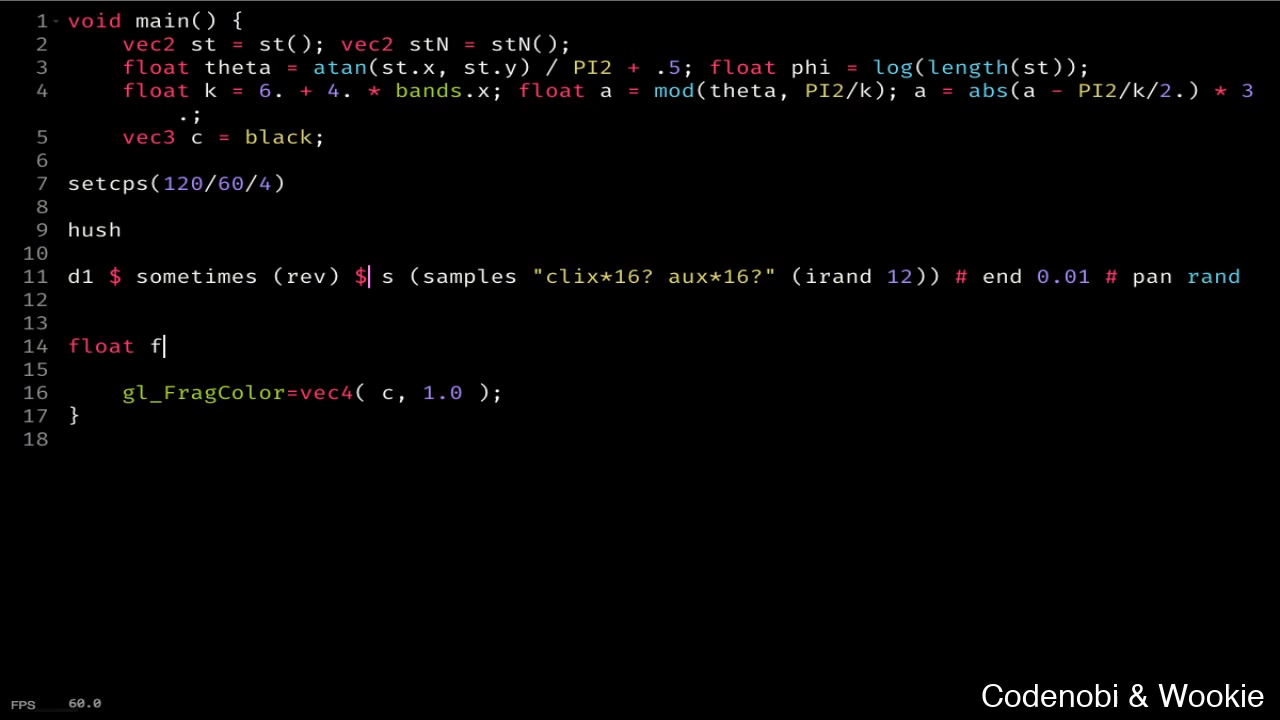 1 void main() {
2 vec2 st = st(); vec2 stN = stN();
3 float theta = atan(st.x, st.y) / PI2 + .5; float phi = log(length(st));
4 float k = 6. + 4. * bands.x; float a = mod(theta, PI2/k); a = abs(a - PI2/k/2.) * 3
.;
5 vec3 c = black;
6
7 setcps(120/60/4)
8
9 hush
10
11 d1 $ sometimes (rev) $ s (samples "clix*16? aux*16?" (irand 12)) # end 0.01 # pan rand
12
13
14 float f
15
16 gl_FragColor=vec4( c, 1.0 );
17 }
18
FPS 60.0
Codenobi & Wookie